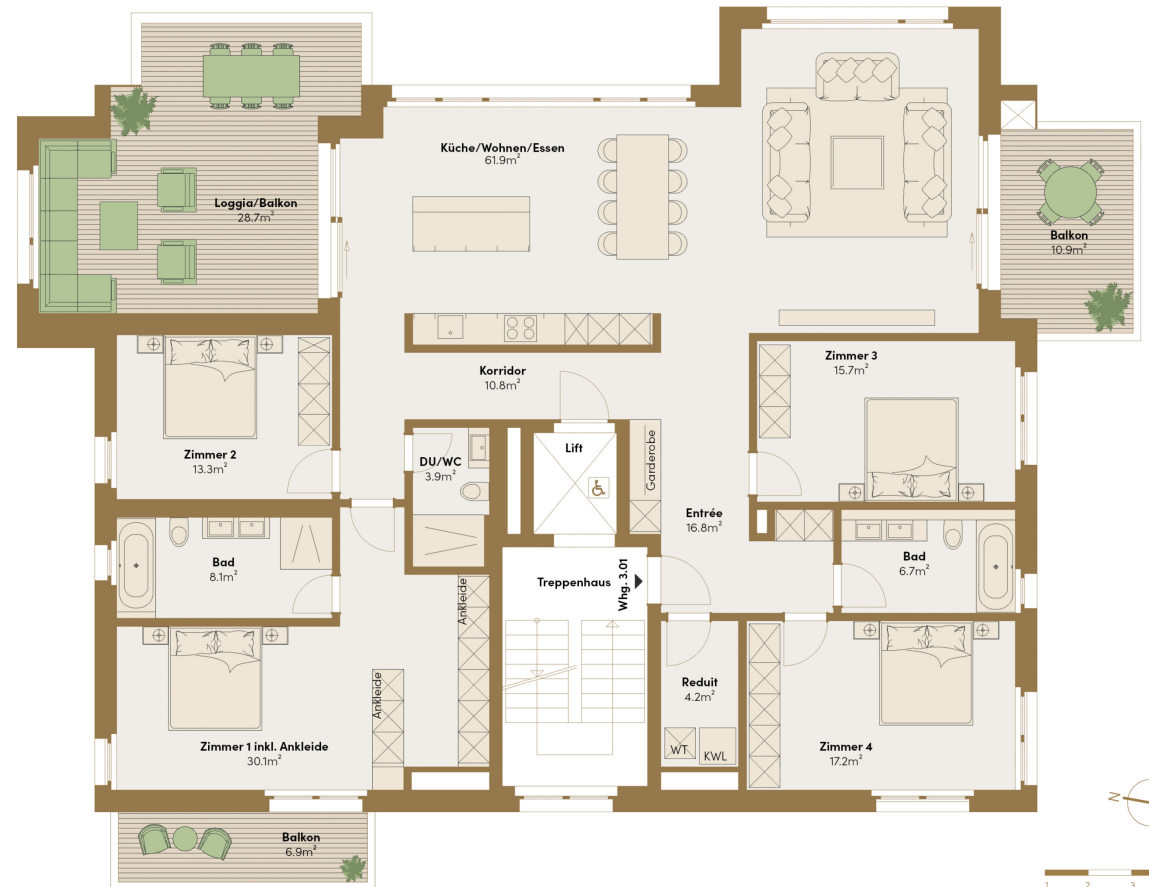 Küche/Wohnen/Essen
61.9m²
Loggia/Balkon
28.7m²
Balkon
10.9m²
Zimmer 3
15.7m²
Korridor
10.8m²
Zimmer 2
13.3m²
DU/WC
3.9m²
Lift
Garderobe
Entrée
16.8m²
Bad
8.1m²
Bad
6.7m²
Treppenhaus
Whg. 3.01
Ankleide
Ankleide
Reduit
4.2m²
WT
KWL
Zimmer 1 inkl. Ankleide
30.1m²
Zimmer 4
17.2m²
N
Balkon
6.9m²
1 2 3